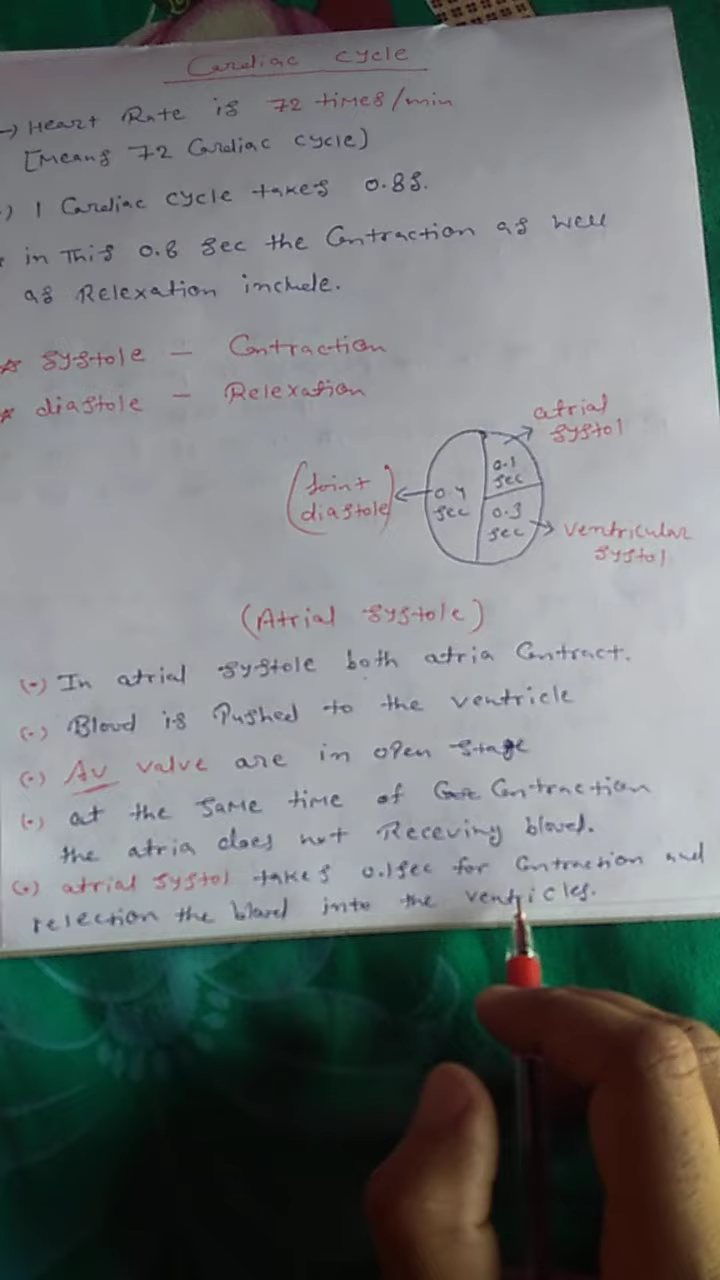 Cardiac cycle
-) Heart Rate is 72 times/min
[Means 72 Cardiac cycle)
-) 1 Cardiac cycle takes 0.8s.
in This 0.8 sec the Contraction as well
as Relexation include.
* systole - Contraction
* diastole - Relexation
atrial
systol
0.1
sec
(Joint
diastole)
0.4
sec
0.3
sec
ventricular
systol
(Atrial systole)
(•) In atrial systole both atria Contract.
(•) Blood is Pushed to the ventricle
(•) AV valve are in open stage
(•) at the same time of Contraction
the atria does not Receving blood.
(•) atrial systol takes 0.1sec for Contraction and
relection the blood into the ventricles.